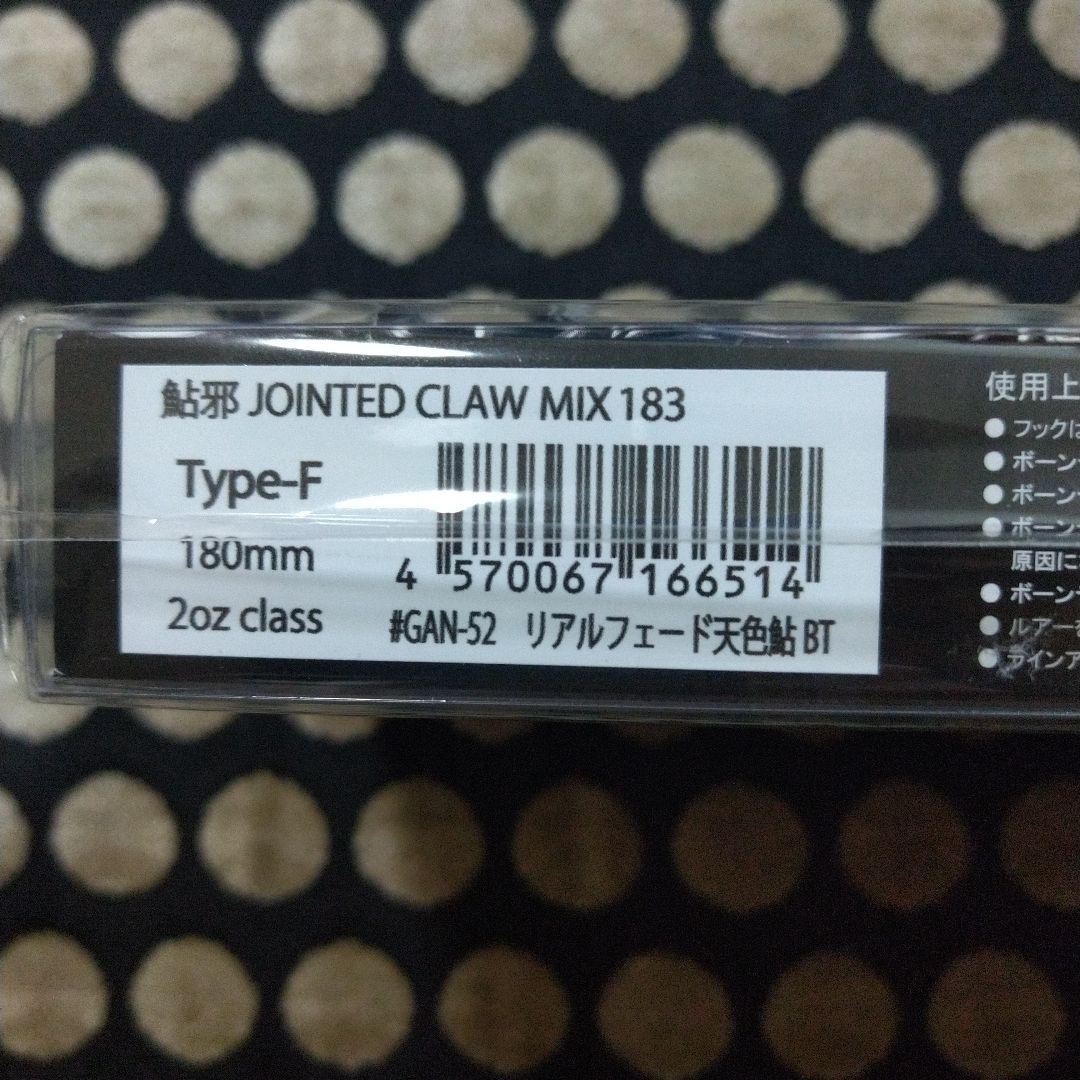 鮎邪 JOINTED CLAW MIX 183
Type-F
180mm
2oz class
4 570067 166514
#GAN-52 リアルフェード天色鮎 BT
使用上
●フックは
●ボーン
●ボーン
●ボーン
原因に
●ボーン
●ルアー
●ラインア